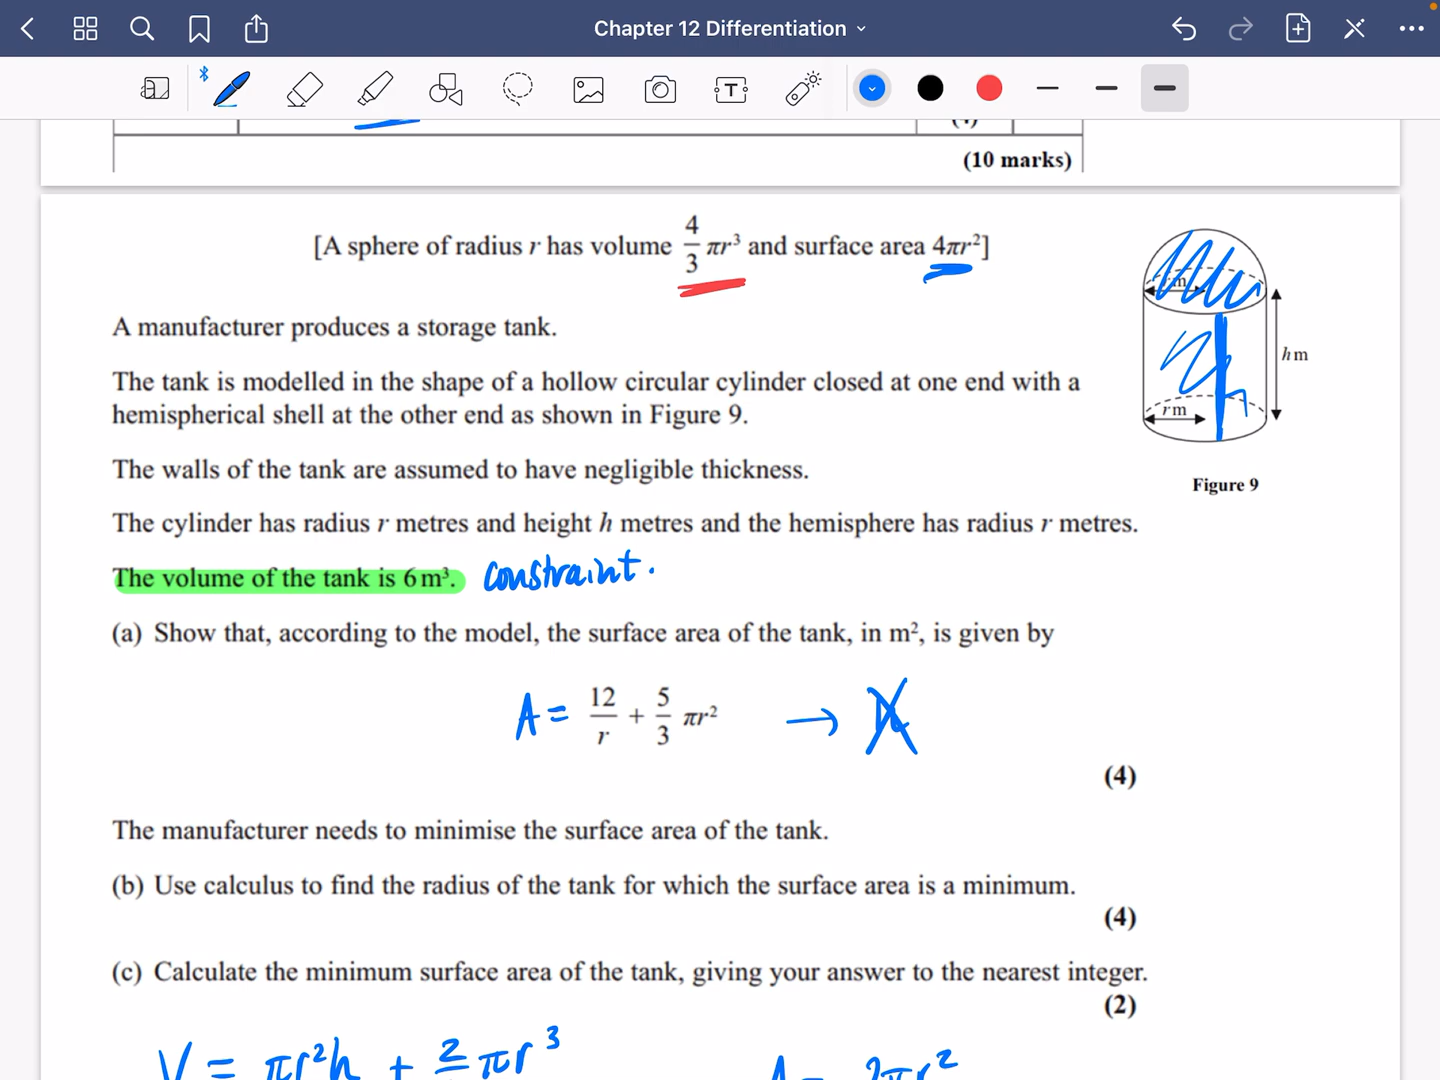 Chapter 12 Differentiation
(10 marks)
[A sphere of radius r has volume 4/3 πr³ and surface area 4πr²]
A manufacturer produces a storage tank.
The tank is modelled in the shape of a hollow circular cylinder closed at one end with a
hemispherical shell at the other end as shown in Figure 9.
The walls of the tank are assumed to have negligible thickness.
The cylinder has radius r metres and height h metres and the hemisphere has radius r metres.
The volume of the tank is 6 m³. constraint.
h m
h
r m
Figure 9
(a) Show that, according to the model, the surface area of the tank, in m², is given by
A = 12/r + 5/3 πr² →
(4)
The manufacturer needs to minimise the surface area of the tank.
(b) Use calculus to find the radius of the tank for which the surface area is a minimum.
(4)
(c) Calculate the minimum surface area of the tank, giving your answer to the nearest integer.
(2)
V = πr²h + 2 πr³